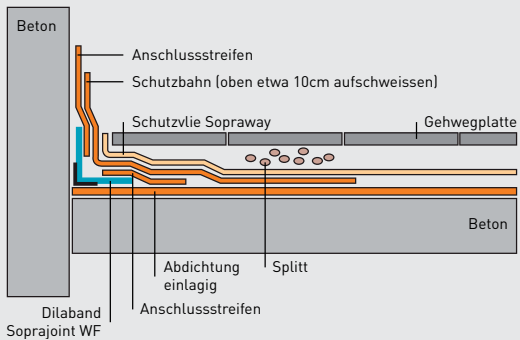 Beton
Anschlussstreifen
Schutzbahn (oben etwa 10cm aufschweissen)
Schutzvlie Sopraway
Gehwegplatte
Beton
Abdichtung
einlagig
Splitt
Anschlussstreifen
Dilaband
Soprajoint WF